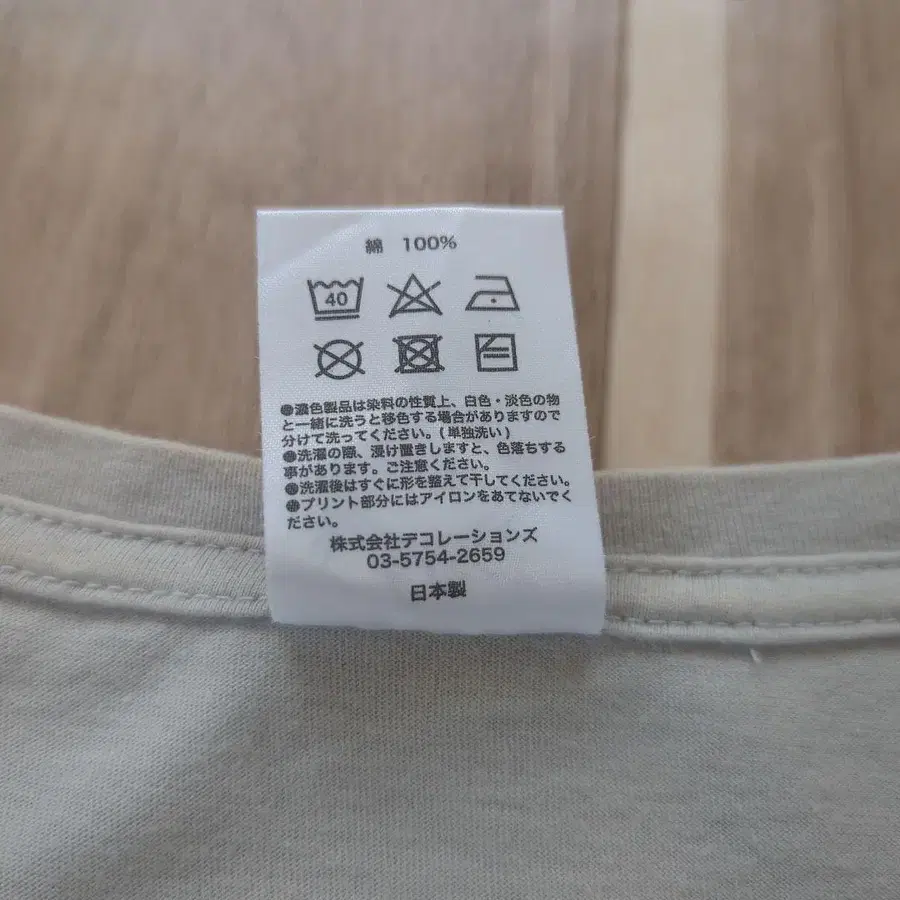 綿 100%
40
●濃色製品は染料の性質上、白色・淡色の物
と一緒に洗うと移色する場合がありますので
分けて洗ってください。(単独洗い)
●洗濯の際、浸け置きしますと、色落ちする
事があります。ご注意ください。
●洗濯後はすぐに形を整えて干してください。
●プリント部分にはアイロンをあてないでく
ださい。
株式会社デコレーションズ
03-5754-2659
日本製